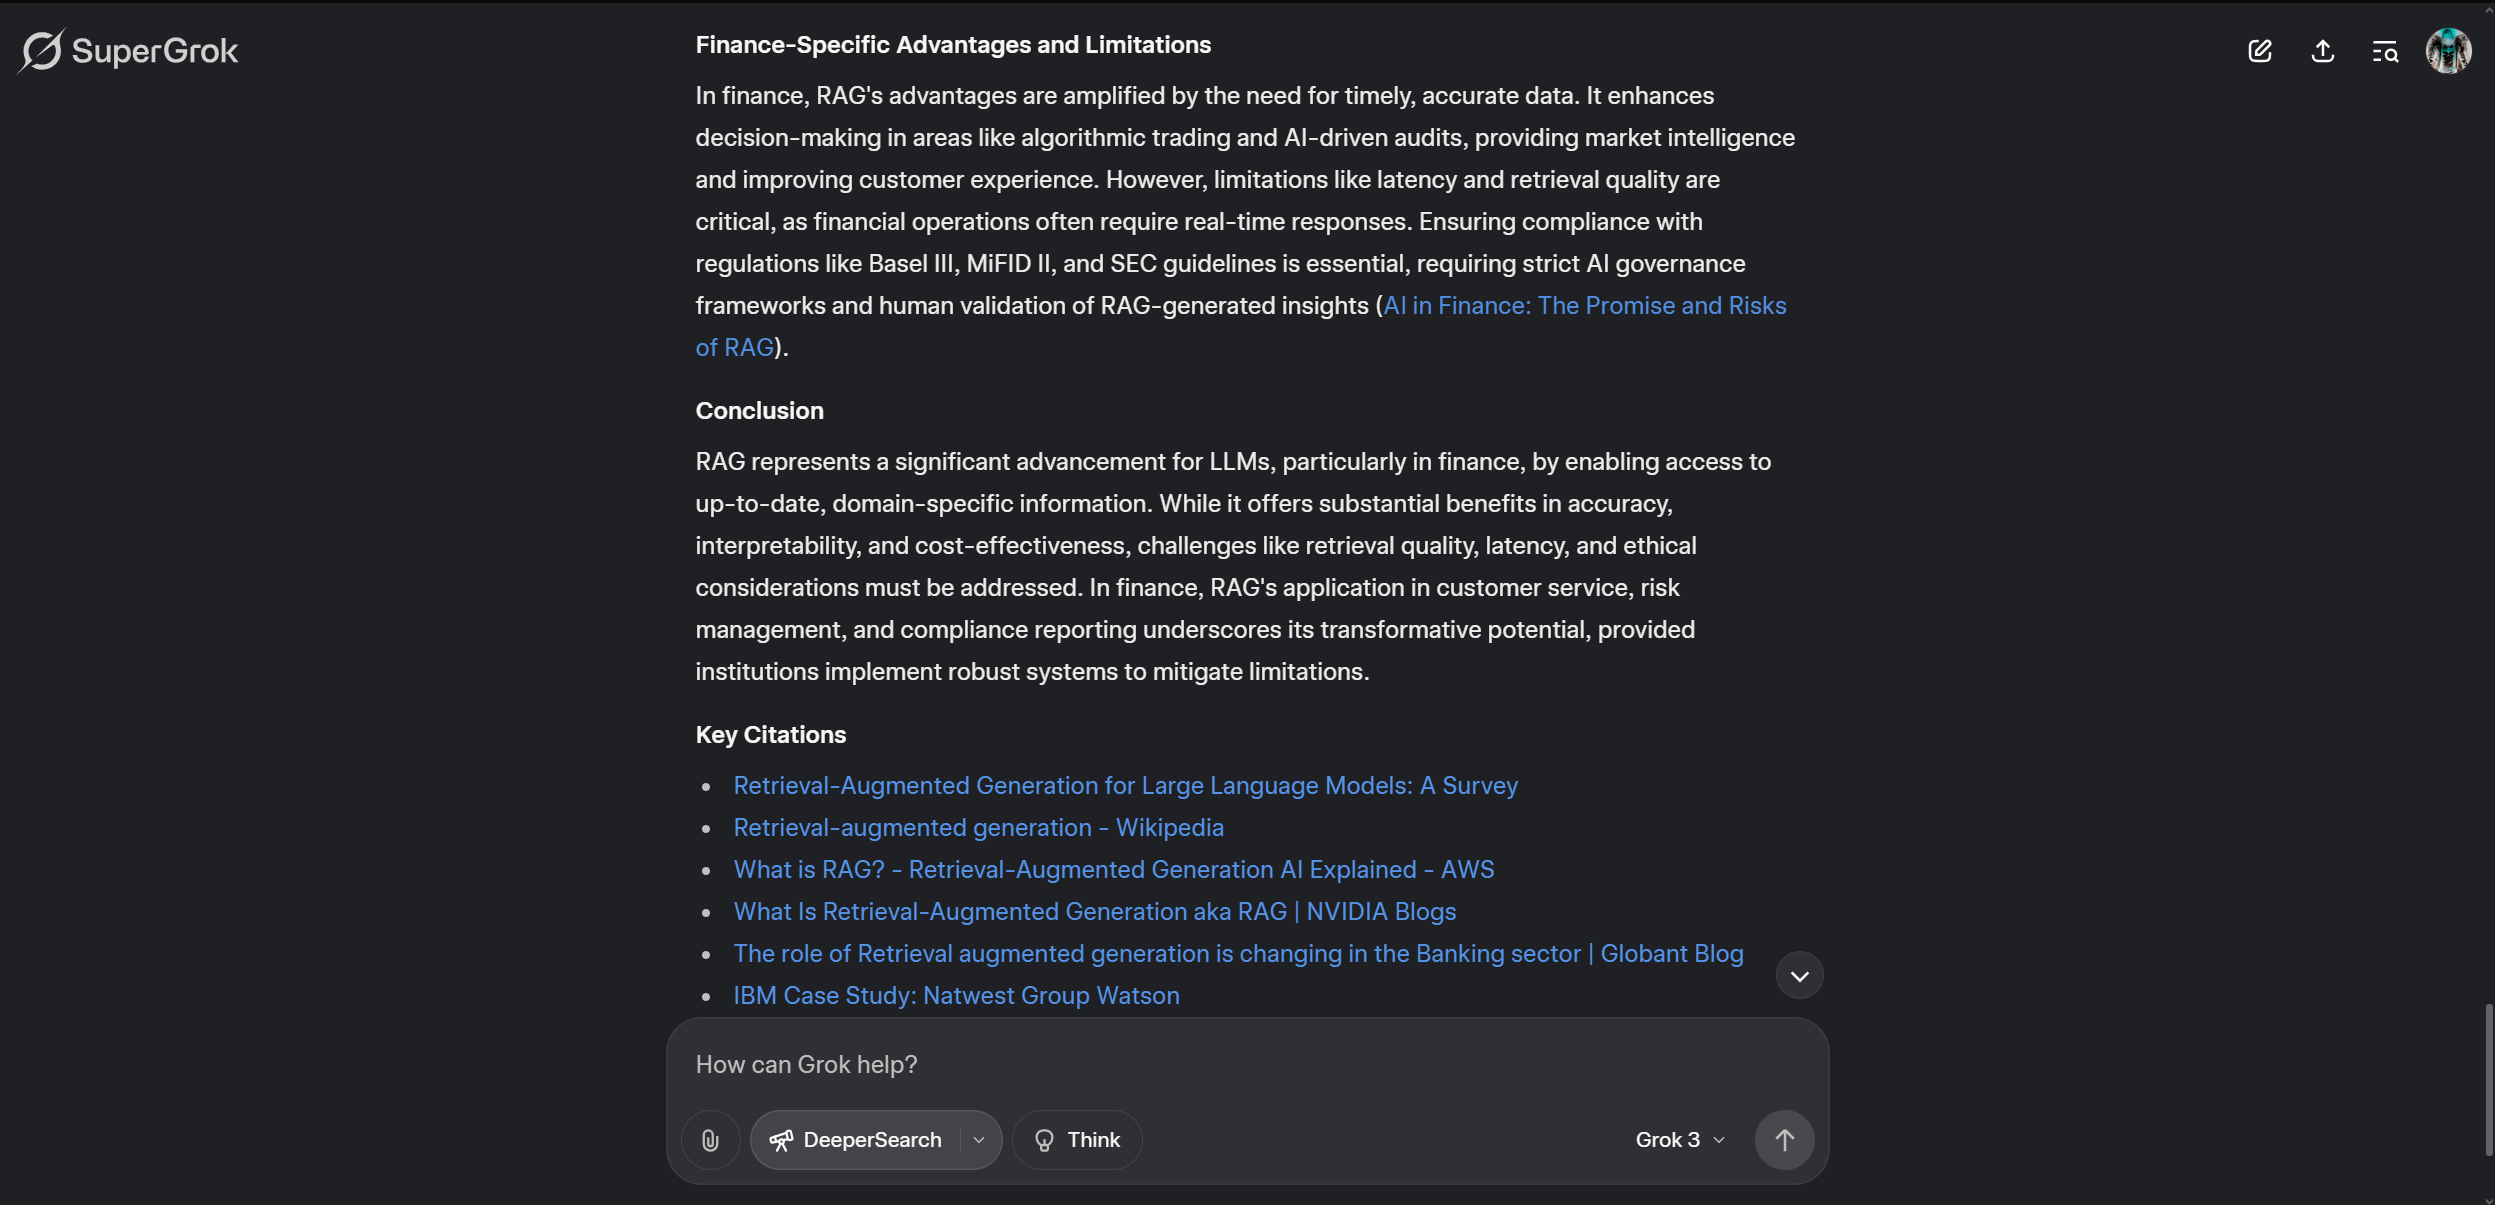 SuperGrok
Finance-Specific Advantages and Limitations
In finance, RAG's advantages are amplified by the need for timely, accurate data. It enhances
decision-making in areas like algorithmic trading and AI-driven audits, providing market intelligence
and improving customer experience. However, limitations like latency and retrieval quality are
critical, as financial operations often require real-time responses. Ensuring compliance with
regulations like Basel III, MiFID II, and SEC guidelines is essential, requiring strict AI governance
frameworks and human validation of RAG-generated insights (AI in Finance: The Promise and Risks
of RAG).
Conclusion
RAG represents a significant advancement for LLMs, particularly in finance, by enabling access to
up-to-date, domain-specific information. While it offers substantial benefits in accuracy,
interpretability, and cost-effectiveness, challenges like retrieval quality, latency, and ethical
considerations must be addressed. In finance, RAG's application in customer service, risk
management, and compliance reporting underscores its transformative potential, provided
institutions implement robust systems to mitigate limitations.
Key Citations
• Retrieval-Augmented Generation for Large Language Models: A Survey
• Retrieval-augmented generation - Wikipedia
• What is RAG? - Retrieval-Augmented Generation AI Explained - AWS
• What Is Retrieval-Augmented Generation aka RAG | NVIDIA Blogs
• The role of Retrieval augmented generation is changing in the Banking sector | Globant Blog
• IBM Case Study: Natwest Group Watson
How can Grok help?
DeeperSearch
Think
Grok 3